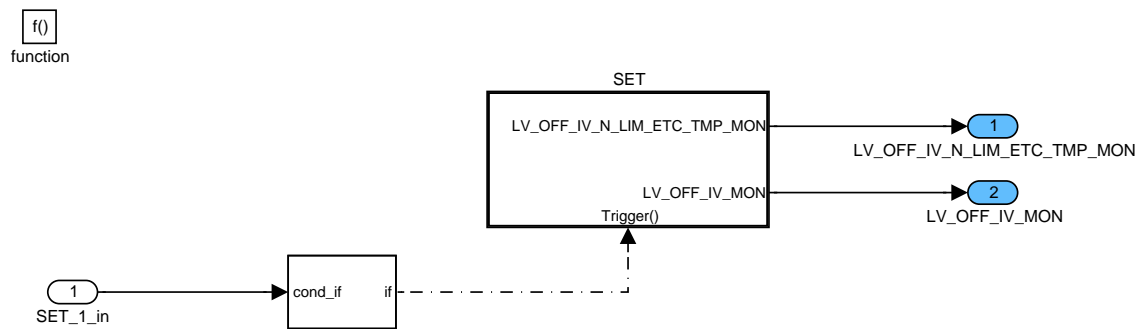 f()
function
SET
LV_OFF_IV_N_LIM_ETC_TMP_MON
1
LV_OFF_IV_N_LIM_ETC_TMP_MON
LV_OFF_IV_MON
2
LV_OFF_IV_MON
Trigger()
1
cond_if
if
SET_1_in